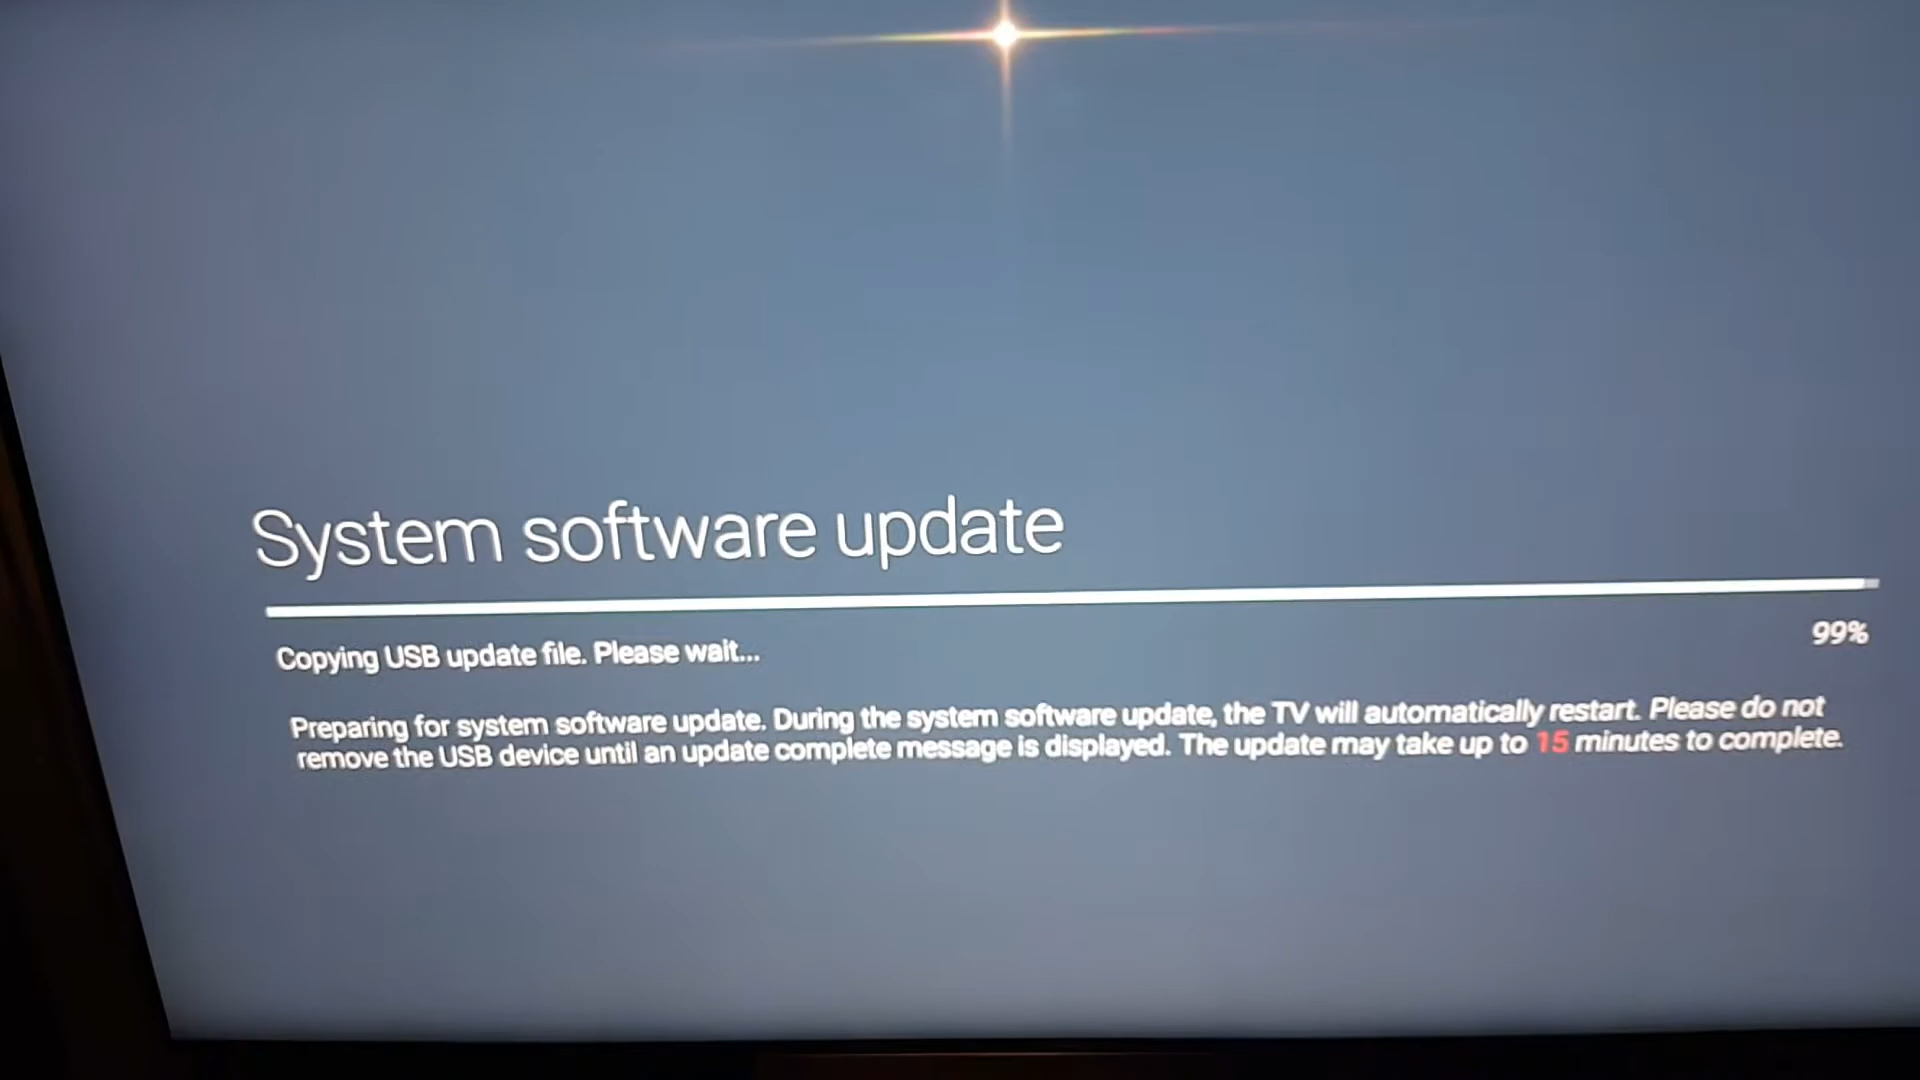 System software update
99%
Copying USB update file. Please wait...
Preparing for system software update. During the system software update, the TV will automatically restart. Please do not
remove the USB device until an update complete message is displayed. The update may take up to 15 minutes to complete.